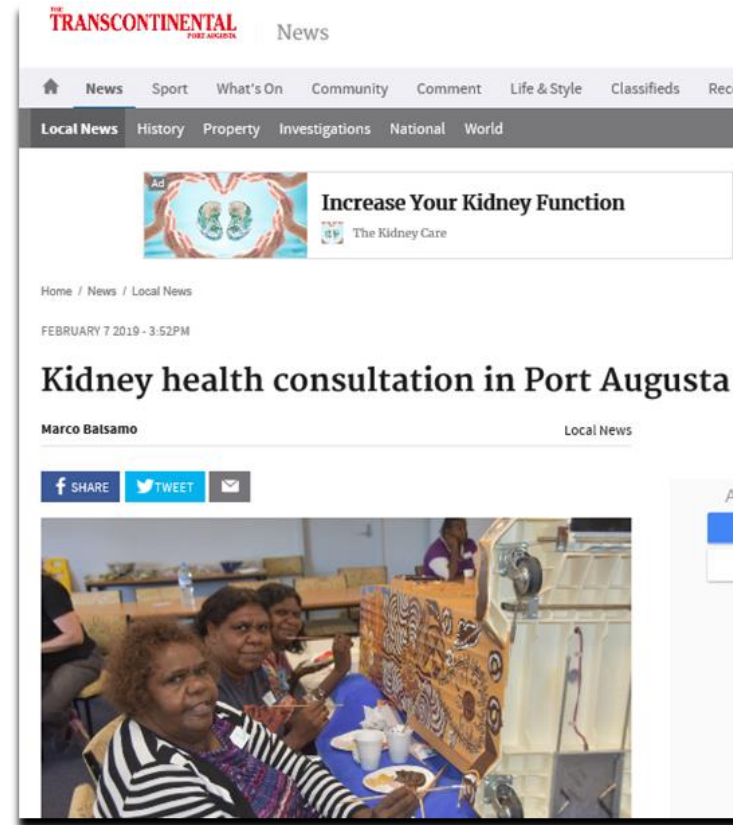 THE
TRANSCONTINENTAL
PORT AUGUSTA
News
News Sport What's On Community Comment Life & Style Classifieds
Local News History Property Investigations National World
Ad
Increase Your Kidney Function
The Kidney Care
Home / News / Local News
FEBRUARY 7 2019 - 3:52PM
Kidney health consultation in Port Augusta
Marco Balsamo
Local News
f SHARE TWEET